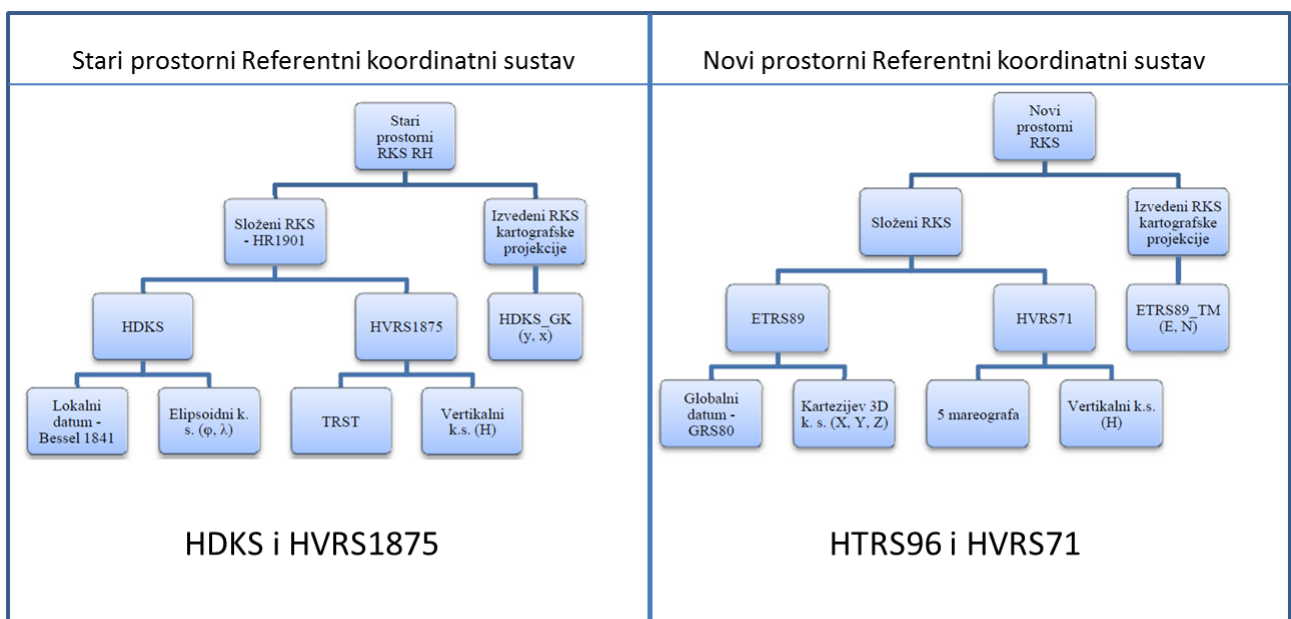 Stari prostorni Referentni koordinatni sustav
Stari
prostorni
RKS RH
Složeni RKS
- HR1901
Izvedeni RKS
kartografske
projekcije
HDKS
HVRS1875
HDKS_GK
(y, x)
Lokalni
datum -
Bessel 1841
Elipsoidni k.
s. (φ, λ)
TRST
Vertikalni
k.s. (H)
HDKS i HVRS1875
Novi prostorni Referentni koordinatni sustav
Novi
prostorni
RKS
Složeni RKS
Izvedeni RKS
kartografske
projekcije
ETRS89
HVRS71
ETRS89_TM
(E, N)
Globalni
datum -
GRS80
Kartezijev 3D
k. s. (X, Y, Z)
5 mareografa
Vertikalni k.s.
(H)
HTRS96 i HVRS71